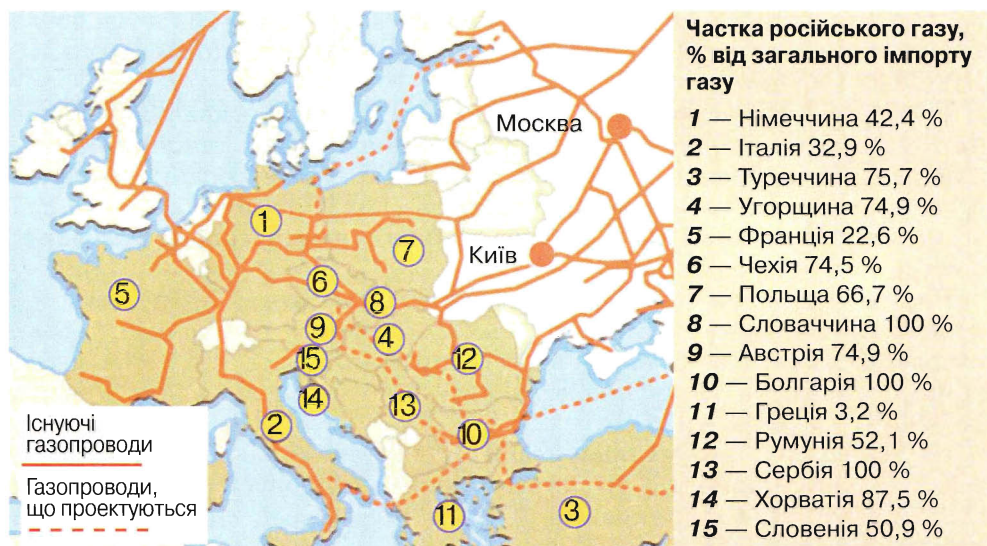 Частка російського газу,
% від загального імпорту
газу
1 — Німеччина 42,4 %
2 — Італія 32,9 %
3 — Туреччина 75,7 %
4 — Угорщина 74,9 %
5 — Франція 22,6 %
6 — Чехія 74,5 %
7 — Польща 66,7 %
8 — Словаччина 100 %
9 — Австрія 74,9 %
10 — Болгарія 100 %
11 — Греція 3,2 %
12 — Румунія 52,1 %
13 — Сербія 100 %
14 — Хорватія 87,5 %
15 — Словенія 50,9 %
Москва
Київ
1
7
6
5
8
9
4
15
12
14
13
2
10
11
3
Існуючі
газопроводи
Газопроводи,
що проектуються